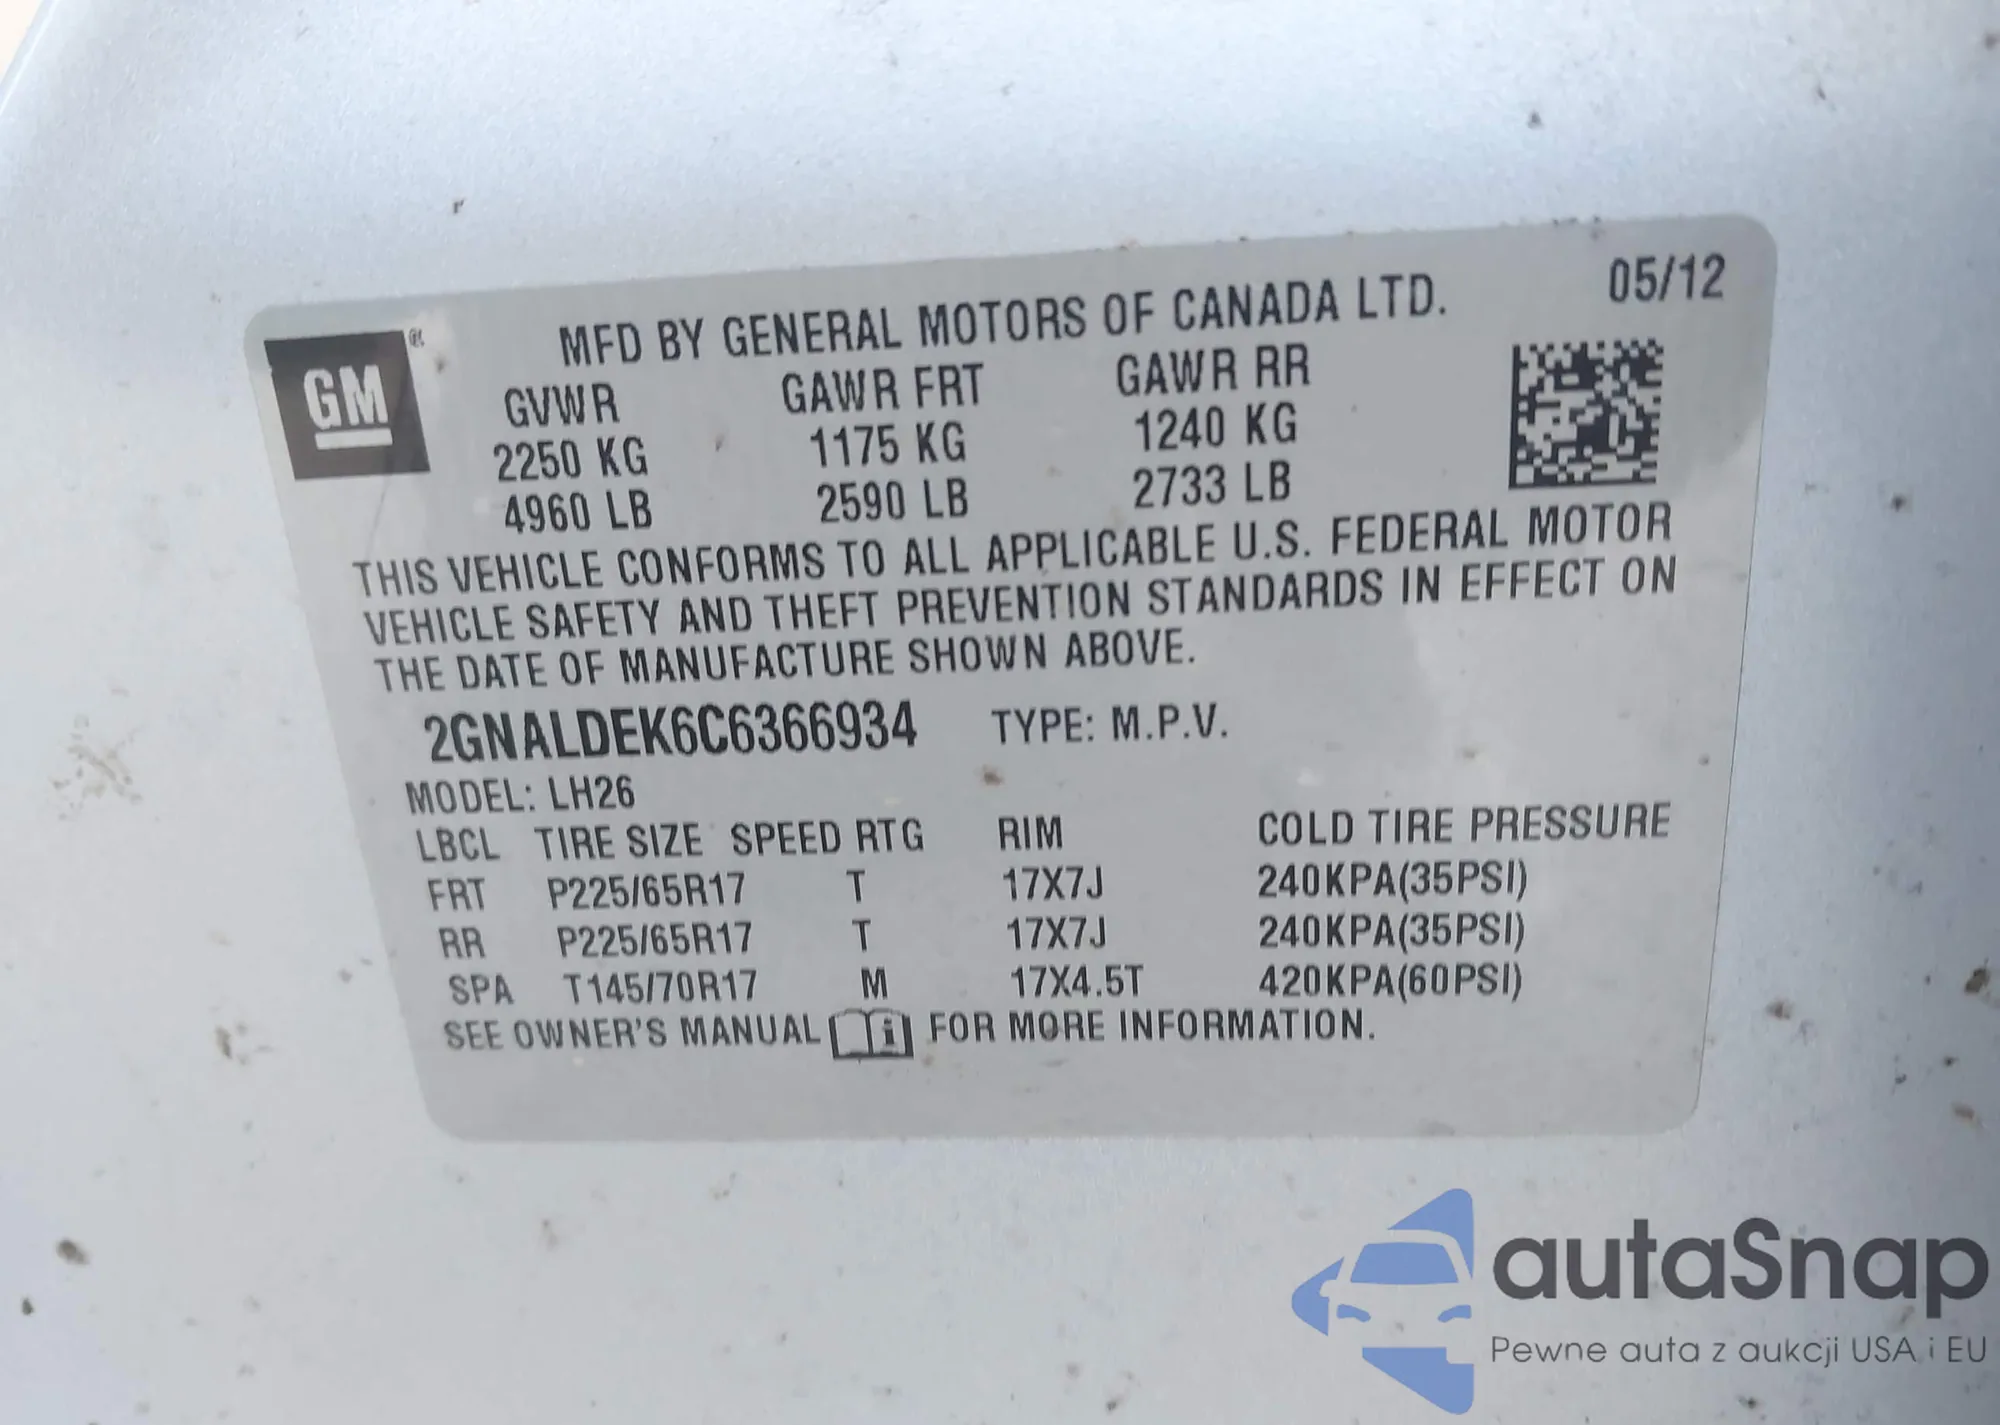 MFD BY GENERAL MOTORS OF CANADA LTD. 05/12
GM®
GVWR GAWR FRT GAWR RR
2250 KG 1175 KG 1240 KG
4960 LB 2590 LB 2733 LB
THIS VEHICLE CONFORMS TO ALL APPLICABLE U.S. FEDERAL MOTOR
VEHICLE SAFETY AND THEFT PREVENTION STANDARDS IN EFFECT ON
THE DATE OF MANUFACTURE SHOWN ABOVE.
2GNALDEK6C6366934 TYPE: M.P.V.
MODEL: LH26
LBCL TIRE SIZE SPEED RTG RIM COLD TIRE PRESSURE
FRT P225/65R17 T 17X7J 240KPA(35PSI)
RR P225/65R17 T 17X7J 240KPA(35PSI)
SPA T145/70R17 M 17X4.5T 420KPA(60PSI)
SEE OWNER'S MANUAL i FOR MORE INFORMATION.
autaSnap
Pewne auta z aukcji USA i EU